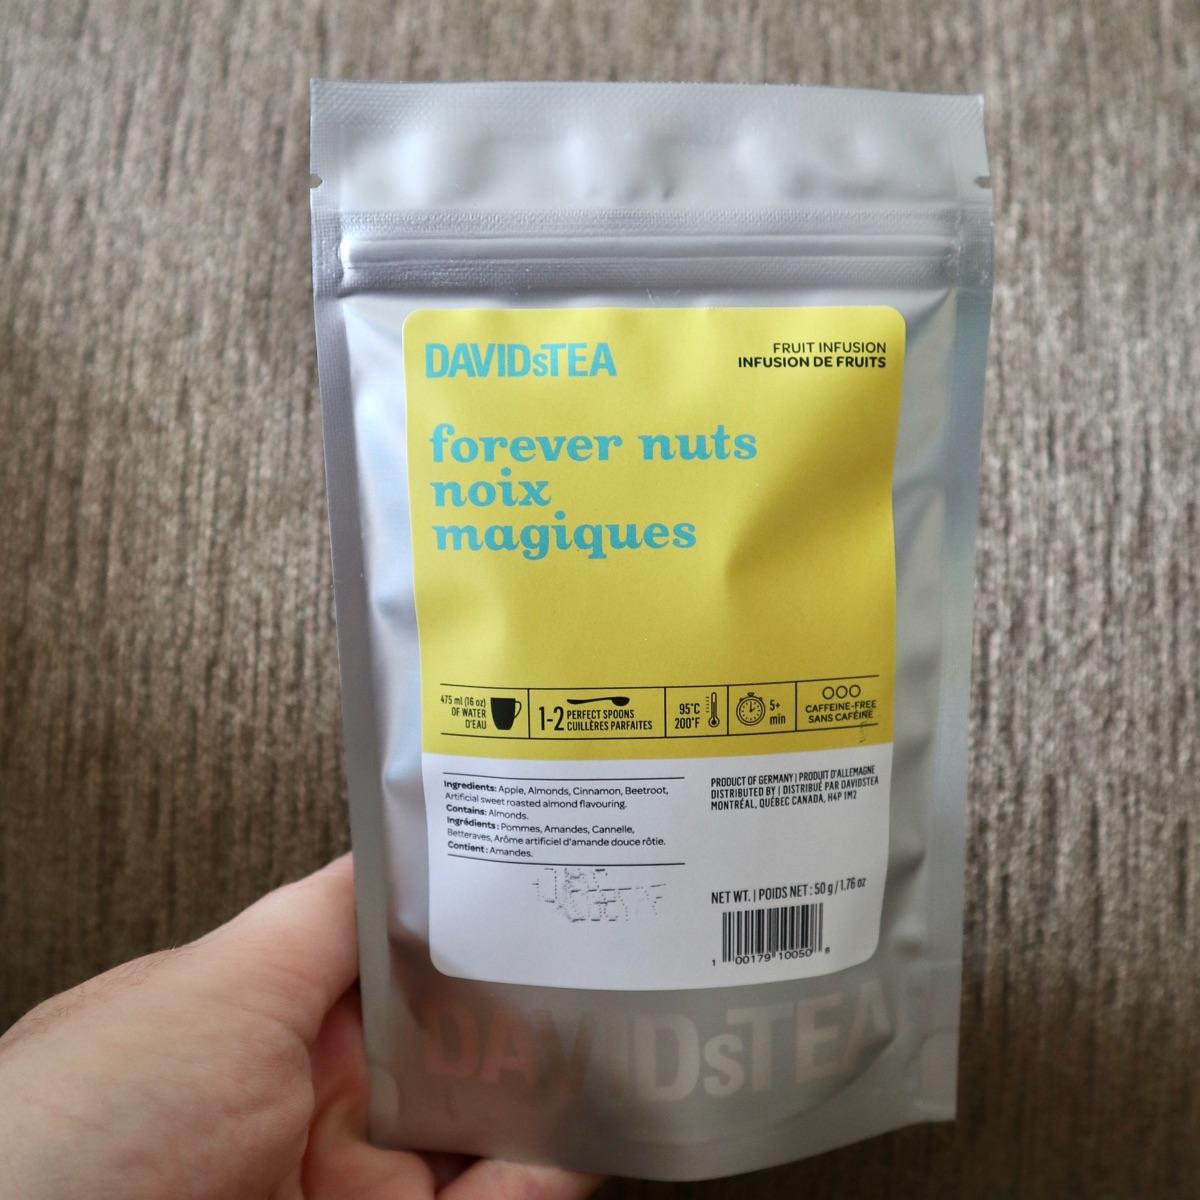 DAVIDsTEA
FRUIT INFUSION
INFUSION DE FRUITS
forever nuts
noix
magiques
475 ml (16 oz)
OF WATER
D'EAU
1-2 PERFECT SPOONS
CUILLÈRES PARFAITES
95°C
200°F
5+
min
CAFFEINE-FREE
SANS CAFÉINE
Ingredients: Apple, Almonds, Cinnamon, Beetroot,
Artificial sweet roasted almond flavouring.
Contains: Almonds.
Ingrédients : Pommes, Amandes, Cannelle,
Betteraves, Arôme artificiel d'amande douce rôtie.
Contient : Amandes.
PRODUCT OF GERMANY | PRODUIT D'ALLEMAGNE
DISTRIBUTED BY | DISTRIBUÉ PAR DAVIDSTEA
MONTRÉAL, QUÉBEC CANADA, H4P 1M2
NET WT. | POIDS NET : 50 g / 1.76 oz
1 00179 10050 8
DAVIDsTEA